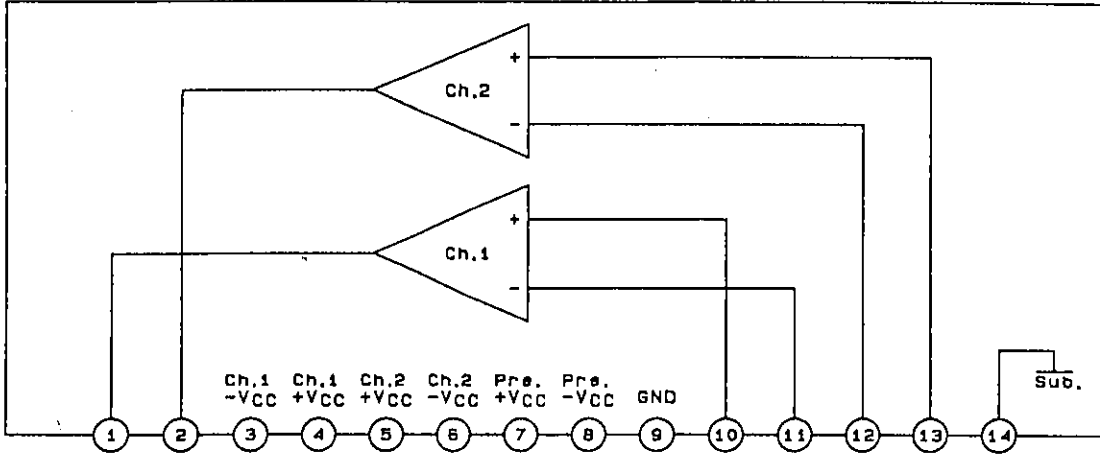 +
Ch.2
−
+
Ch.1
−
Ch.1 Ch.1 Ch.2 Ch.2 Pre. Pre.
-VCC +VCC +VCC -VCC +VCC -VCC GND
Sub.
1 2 3 4 5 6 7 8 9 10 11 12 13 14